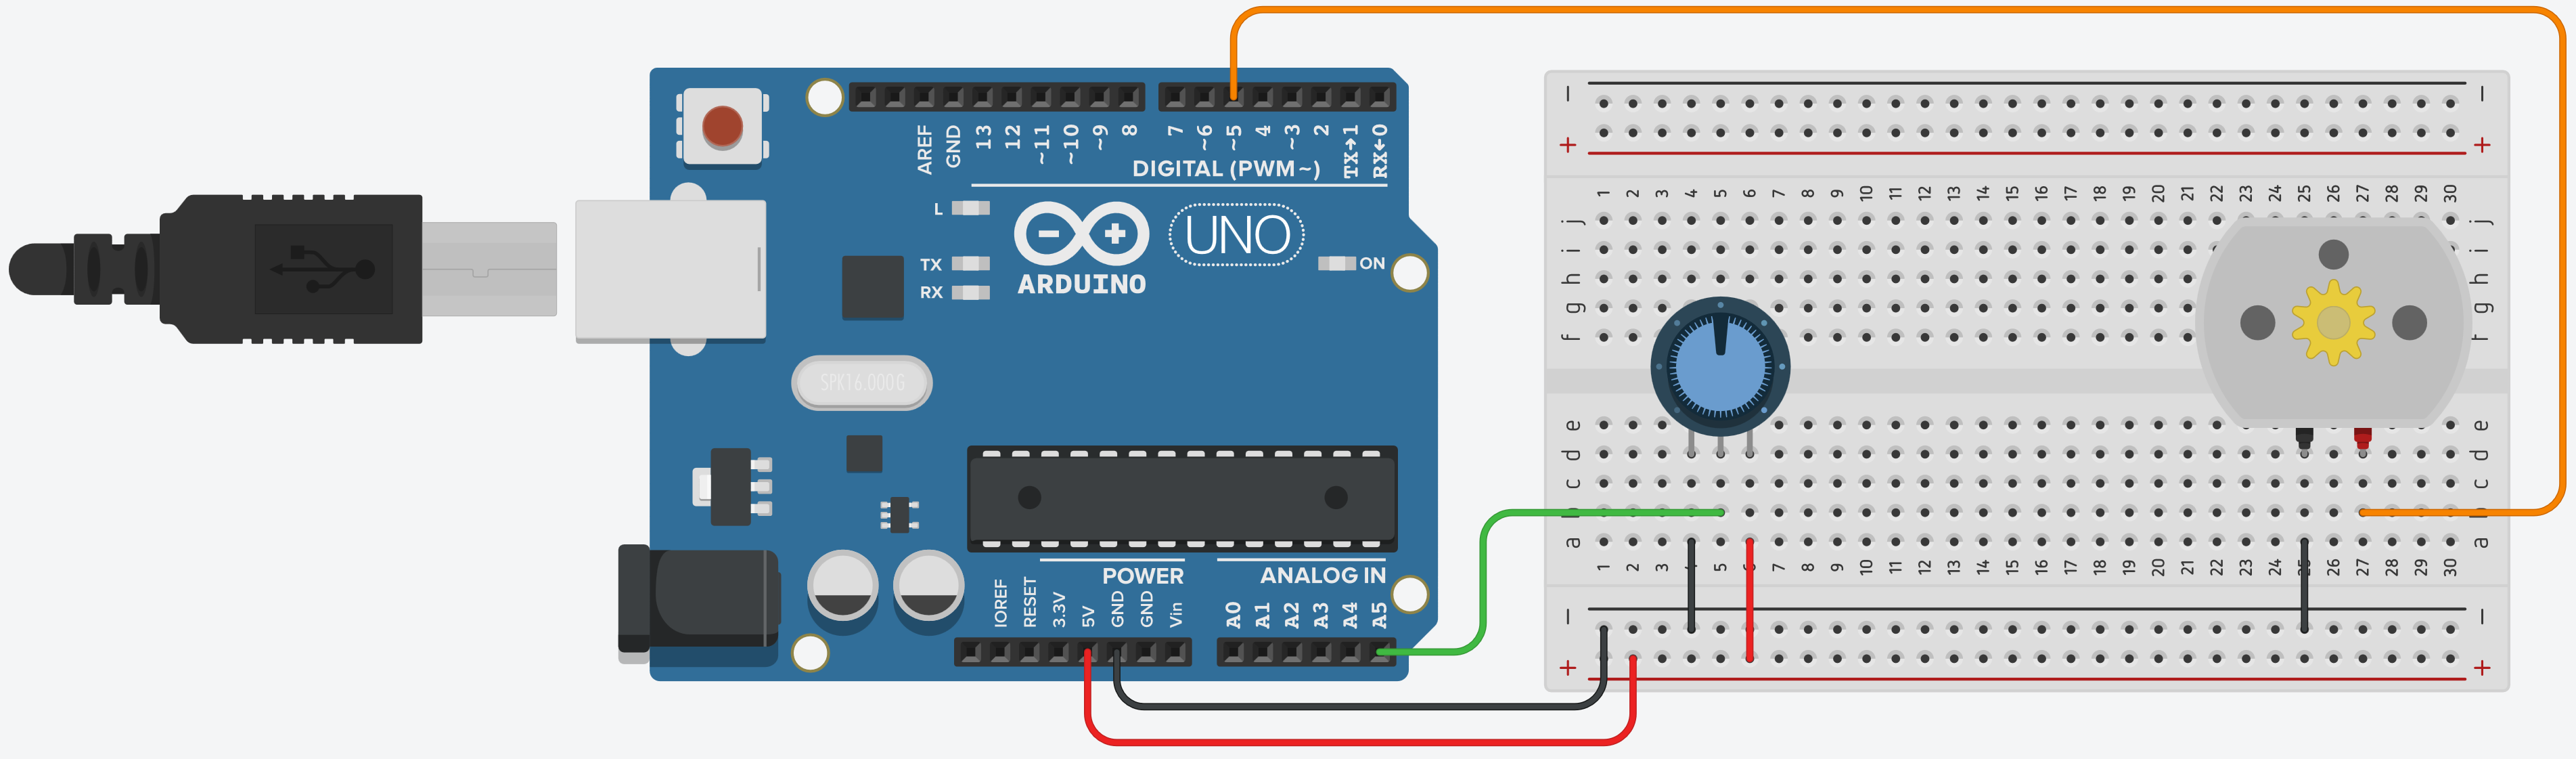 AREF GND 13 12 ~11 ~10 ~9 8 7 ~6 ~5 4 ~3 2 TX→1 RX←0
DIGITAL (PWM~)
L
TX
RX
UNO
ARDUINO
ON
SPK16.000G
POWER
ANALOG IN
IOREF RESET 3.3V 5V GND GND Vin A0 A1 A2 A3 A4 A5
− −
+ +
1 2 3 4 5 6 7 8 9 10 11 12 13 14 15 16 17 18 19 20 21 22 23 24 25 26 27 28 29 30
j j
i i
h h
g g
f f
e e
d d
c c
b b
a a
1 2 3 4 5 6 7 8 9 10 11 12 13 14 15 16 17 18 19 20 21 22 23 24 25 26 27 28 29 30
− −
+ +